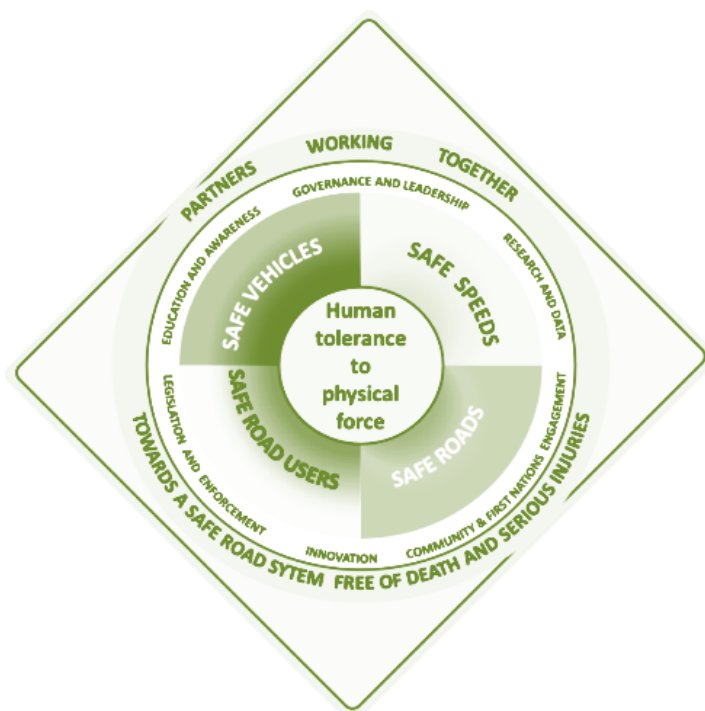 PARTNERS WORKING TOGETHER
GOVERNANCE AND LEADERSHIP
EDUCATION AND AWARENESS
RESEARCH AND DATA
SAFE VEHICLES
SAFE SPEEDS
Human
tolerance
to
physical
force
SAFE ROAD USERS
SAFE ROADS
LEGISLATION AND ENFORCEMENT
INNOVATION
COMMUNITY & FIRST NATIONS ENGAGEMENT
TOWARDS A SAFE ROAD SYTEM FREE OF DEATH AND SERIOUS INJURIES